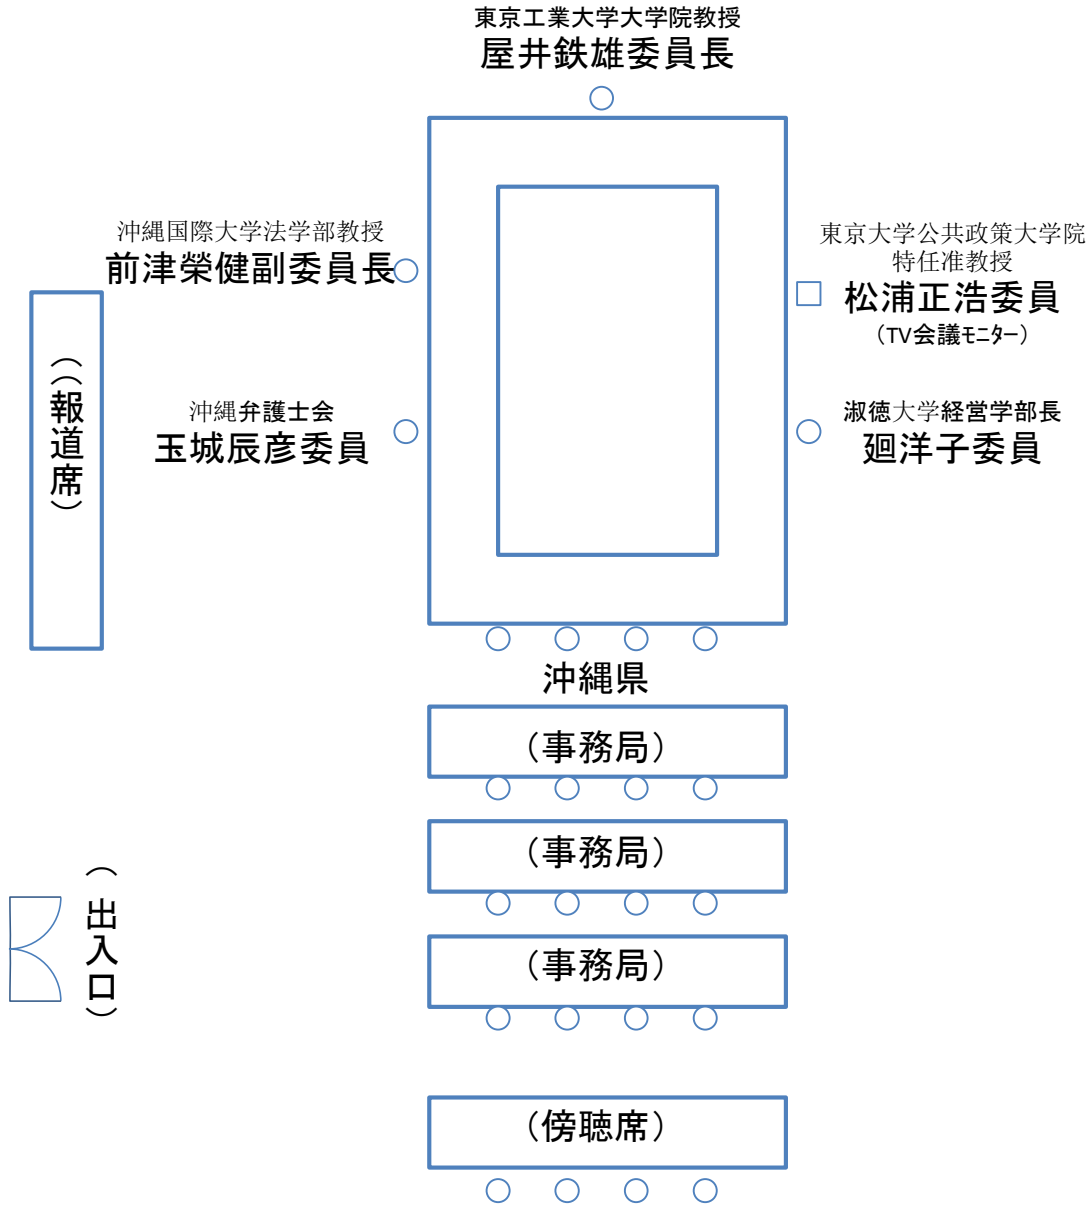 東京工業大学大学院教授
屋井鉄雄委員長
沖縄国際大学法学部教授
前津榮健副委員長
東京大学公共政策大学院
特任准教授
松浦正浩委員
（TV会議ﾓﾆﾀｰ）
（（報道席）
沖縄弁護士会
玉城辰彦委員
淑徳大学経営学部長
廻洋子委員
沖縄県
（事務局）
（事務局）
（出入口）
（事務局）
（傍聴席）